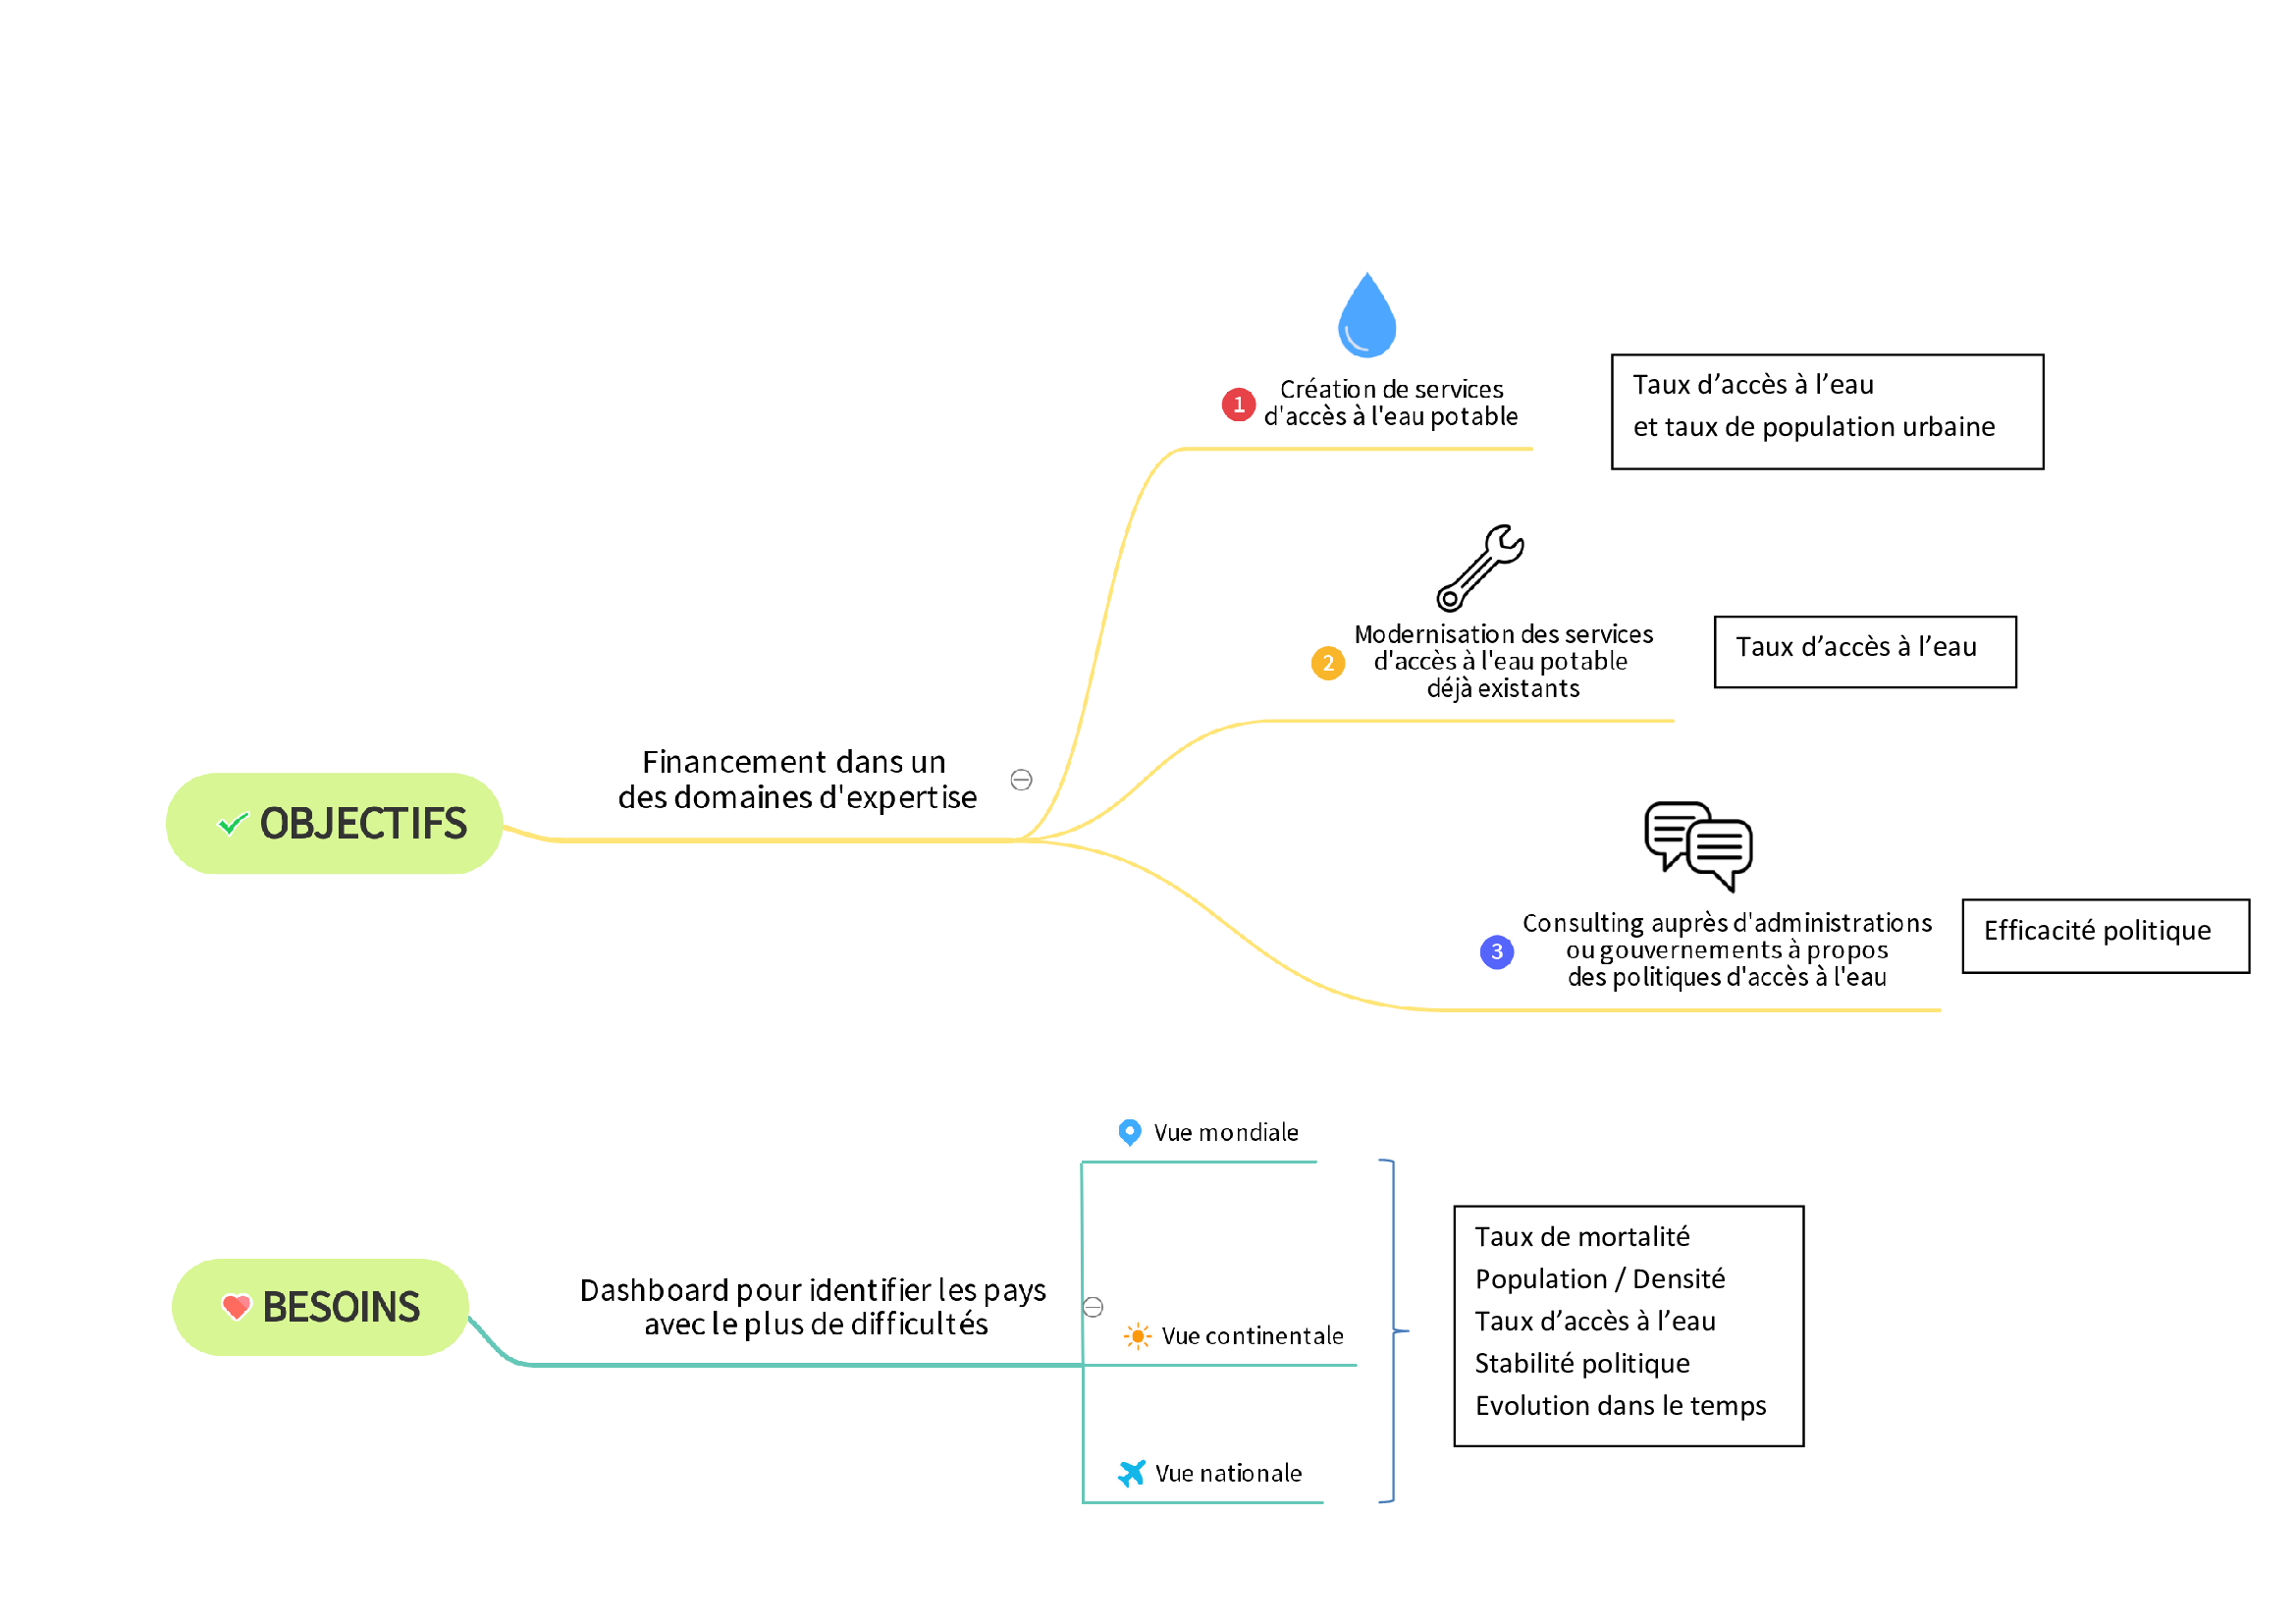 1
Création de services
d'accès à l'eau potable
Taux d’accès à l’eau
et taux de population urbaine
2
Modernisation des services
d'accès à l'eau potable
déjà existants
Taux d’accès à l’eau
OBJECTIFS
Financement dans un
des domaines d'expertise
3
Consulting auprès d'administrations
ou gouvernements à propos
des politiques d'accès à l'eau
Efficacité politique
BESOINS
Dashboard pour identifier les pays
avec le plus de difficultés
Vue mondiale
Vue continentale
Vue nationale
Taux de mortalité
Population / Densité
Taux d’accès à l’eau
Stabilité politique
Evolution dans le temps